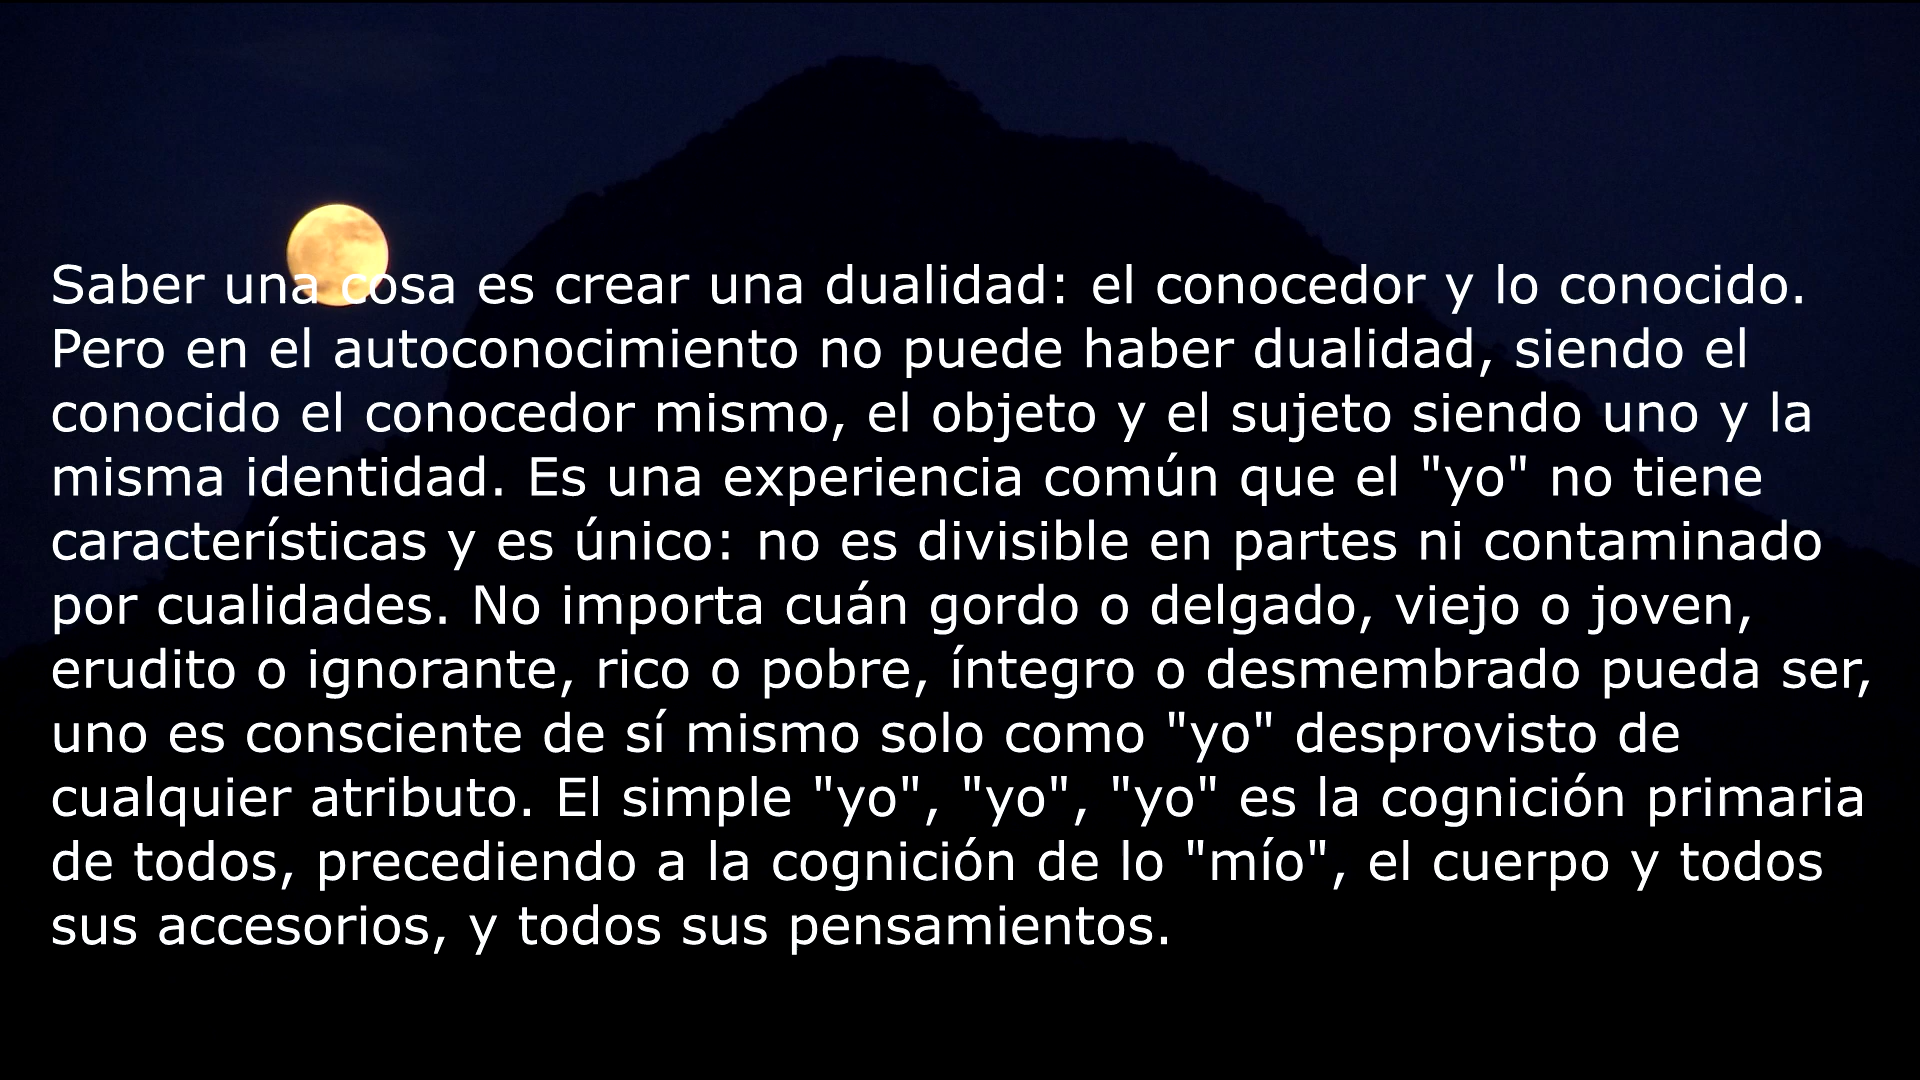 Saber una cosa es crear una dualidad: el conocedor y lo conocido.
Pero en el autoconocimiento no puede haber dualidad, siendo el
conocido el conocedor mismo, el objeto y el sujeto siendo uno y la
misma identidad. Es una experiencia común que el "yo" no tiene
características y es único: no es divisible en partes ni contaminado
por cualidades. No importa cuán gordo o delgado, viejo o joven,
erudito o ignorante, rico o pobre, íntegro o desmembrado pueda ser,
uno es consciente de sí mismo solo como "yo" desprovisto de
cualquier atributo. El simple "yo", "yo", "yo" es la cognición primaria
de todos, precediendo a la cognición de lo "mío", el cuerpo y todos
sus accesorios, y todos sus pensamientos.